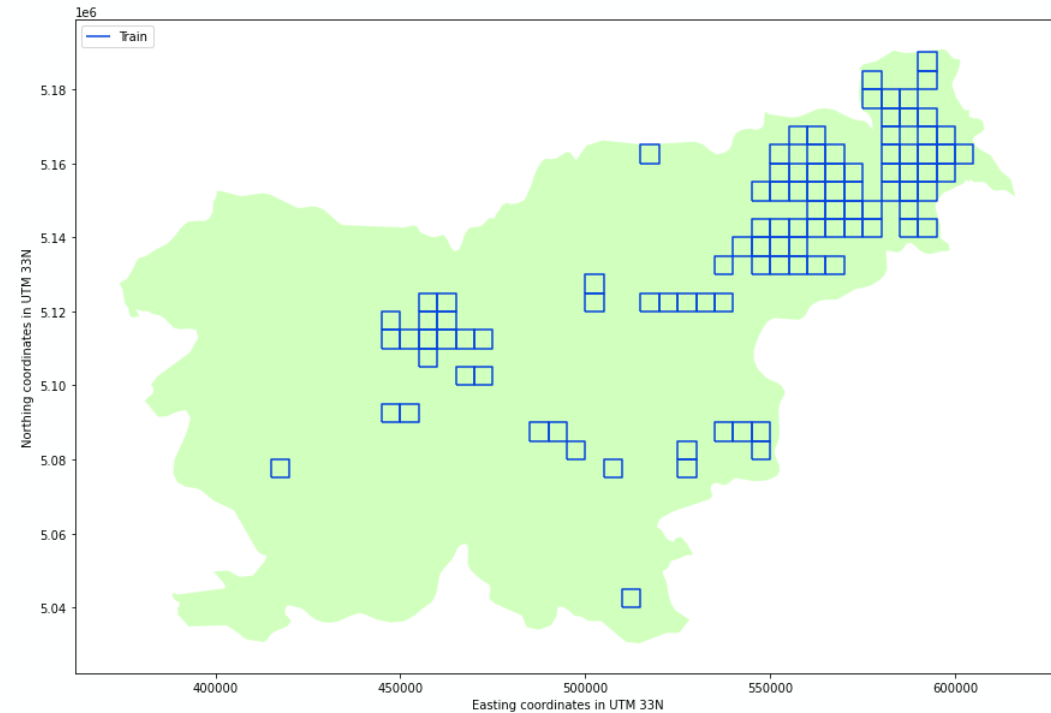 1e6
Train
5.18
5.16
5.14
5.12
5.10
5.08
5.06
5.04
Northing coordinates in UTM 33N
400000 450000 500000 550000 600000
Easting coordinates in UTM 33N